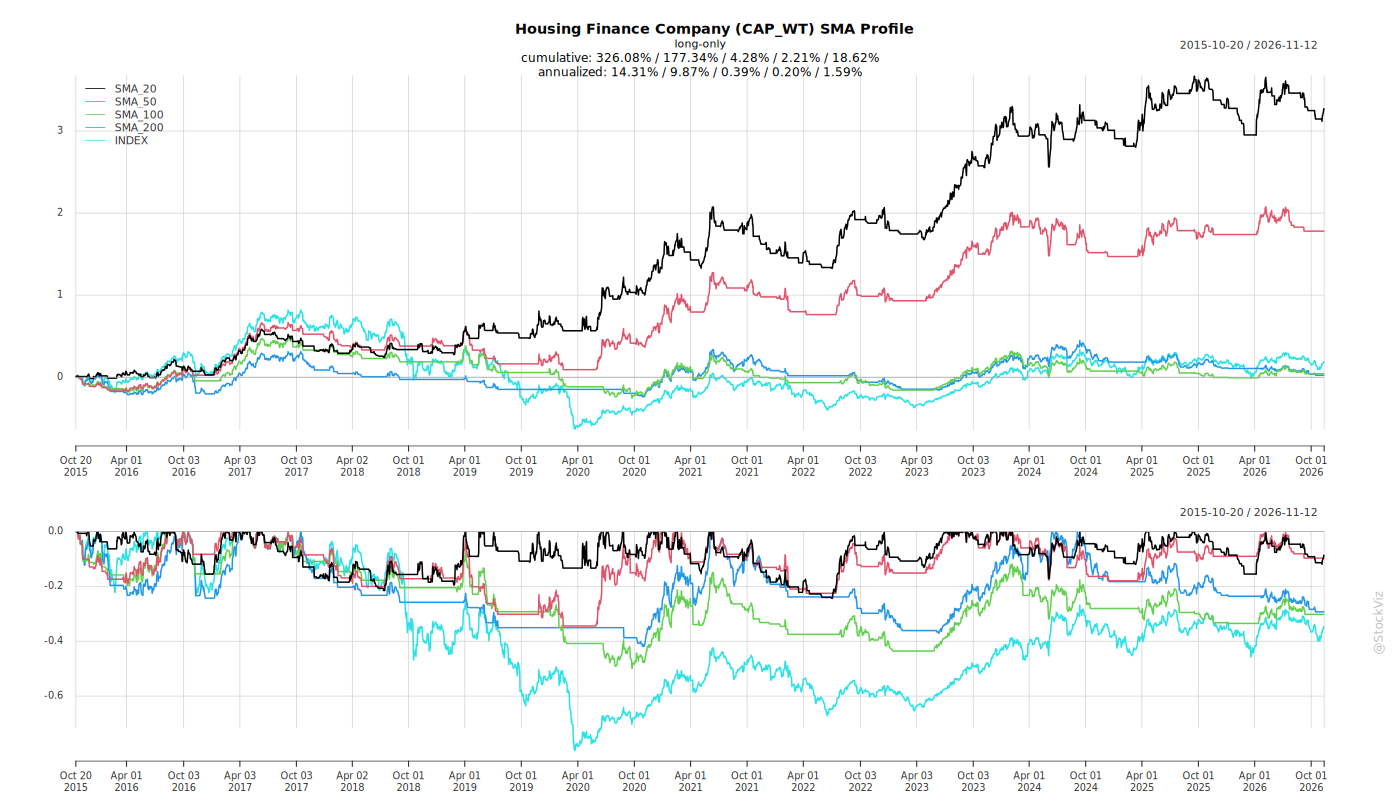 Housing Finance Company (CAP_WT) SMA Profile
long-only
2015-10-20 / 2026-11-12
cumulative: 326.08% / 177.34% / 4.28% / 2.21% / 18.62%
annualized: 14.31% / 9.87% / 0.39% / 0.20% / 1.59%
SMA_20
SMA_50
SMA_100
SMA_200
INDEX
3
2
1
0
Oct 20 Apr 01 Oct 03 Apr 03 Oct 03 Apr 02 Oct 01 Apr 01 Oct 01 Apr 01 Oct 01 Apr 01 Oct 01 Apr 01 Oct 03 Apr 03 Oct 03 Apr 01 Oct 01 Apr 01 Oct 01 Apr 01 Oct 01
2015 2016 2016 2017 2017 2018 2018 2019 2019 2020 2020 2021 2021 2022 2022 2023 2023 2024 2024 2025 2025 2026 2026
2015-10-20 / 2026-11-12
0.0
-0.2
-0.4
-0.6
Oct 20 Apr 01 Oct 03 Apr 03 Oct 03 Apr 02 Oct 01 Apr 01 Oct 01 Apr 01 Oct 01 Apr 01 Oct 01 Apr 01 Oct 03 Apr 03 Oct 03 Apr 01 Oct 01 Apr 01 Oct 01 Apr 01 Oct 01
2015 2016 2016 2017 2017 2018 2018 2019 2019 2020 2020 2021 2021 2022 2022 2023 2023 2024 2024 2025 2025 2026 2026
@StockViz